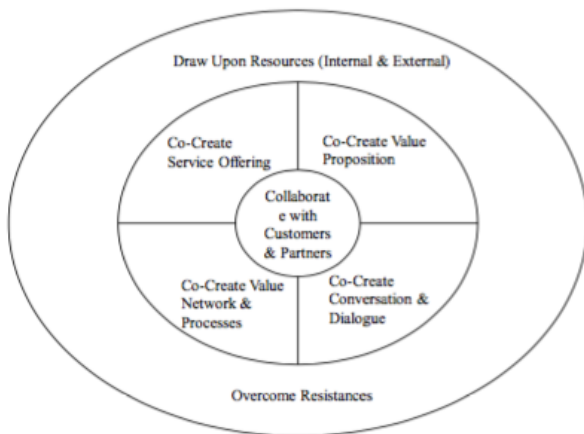 Draw Upon Resources (Internal & External)
Co-Create
Service Offering
Co-Create Value
Proposition
Collaborat
e with
Customers
& Partners
Co-Create Value
Network &
Processes
Co-Create
Conversation &
Dialogue
Overcome Resistances